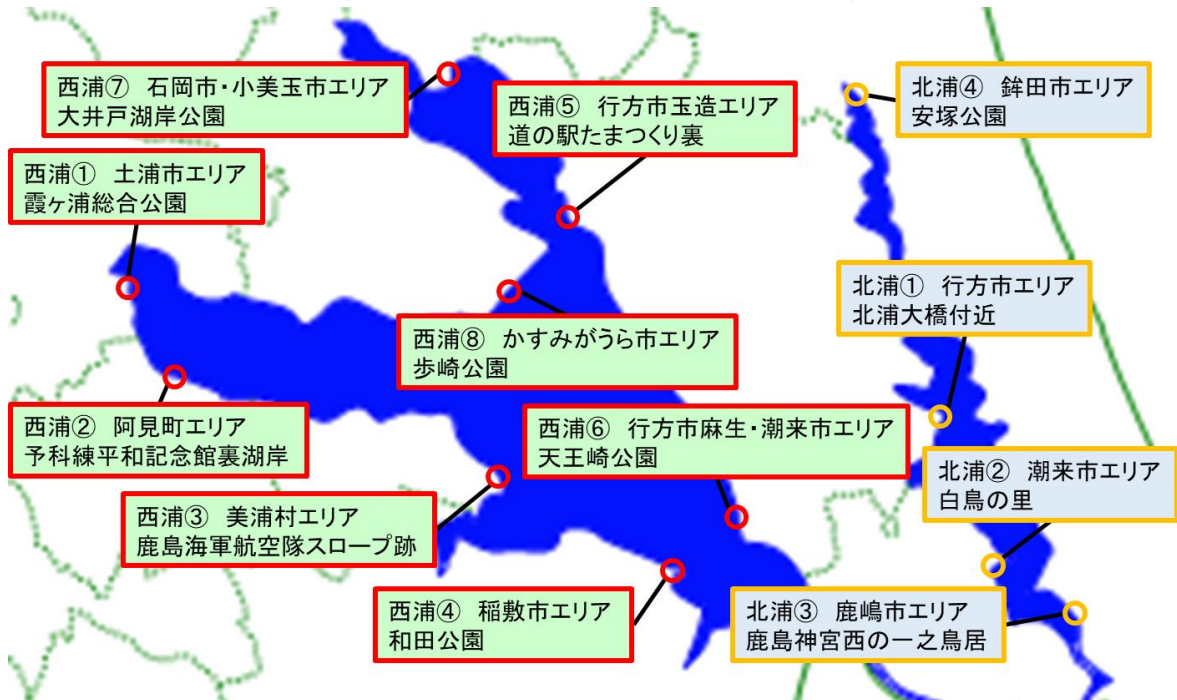 西浦⑦ 石岡市・小美玉市エリア
大井戸湖岸公園
西浦⑤ 行方市玉造エリア
道の駅たまつくり裏
北浦④ 鉾田市エリア
安塚公園
西浦① 土浦市エリア
霞ヶ浦総合公園
北浦① 行方市エリア
北浦大橋付近
西浦⑧ かすみがうら市エリア
歩崎公園
西浦② 阿見町エリア
予科練平和記念館裏湖岸
西浦⑥ 行方市麻生・潮来市エリア
天王崎公園
北浦② 潮来市エリア
白鳥の里
西浦③ 美浦村エリア
鹿島海軍航空隊スロープ跡
西浦④ 稲敷市エリア
和田公園
北浦③ 鹿嶋市エリア
鹿島神宮西の一之鳥居